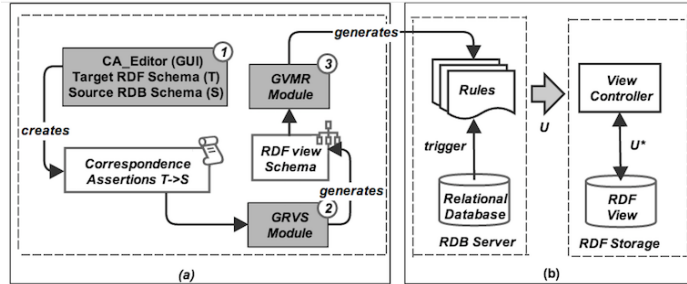 CA_Editor (GUI)
Target RDF Schema (T)
Source RDB Schema (S)
1
creates
Correspondence
Assertions T->S
GRVS
Module
2
generates
RDF view
Schema
GVMR
Module
3
generates
(a)
Rules
trigger
Relational
Database
RDB Server
U
View
Controller
U*
RDF
View
RDF Storage
(b)